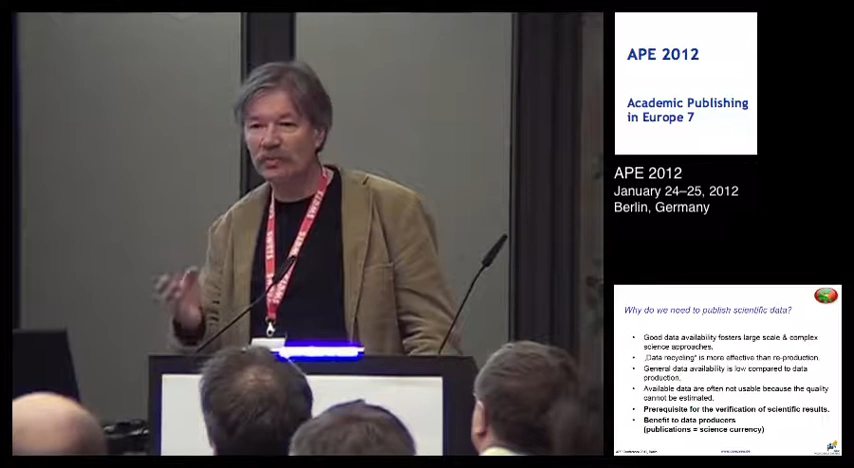 APE 2012
Academic Publishing
in Europe 7
APE 2012
January 24–25, 2012
Berlin, Germany
Why do we need to publish scientific data?
• Good data availability fosters large scale & complex
science approaches.
• „Data recycling“ is more effective than re-production.
• General data availability is low compared to data
production.
• Available data are often not usable because the quality
cannot be estimated.
• Prerequisite for the verification of scientific results.
• Benefit to data producers
(publications = science currency)